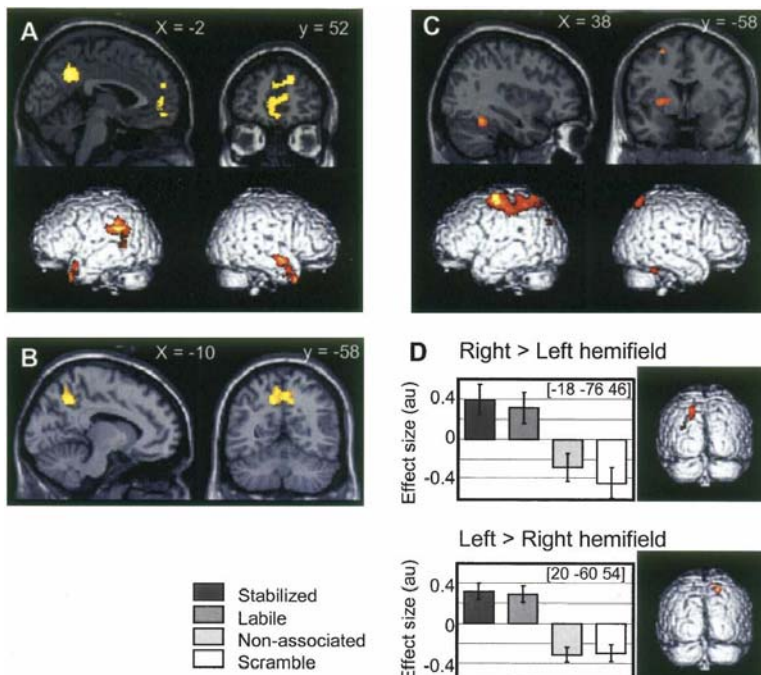 A
X = -2
y = 52
C
X = 38
y = -58
B
X = -10
y = -58
D
Right > Left hemifield
[-18 -76 46]
Effect size (au)
0.4
0
-0.4
Left > Right hemifield
[20 -60 54]
Effect size (au)
0.4
0
-0.4
Stabilized
Labile
Non-associated
Scramble